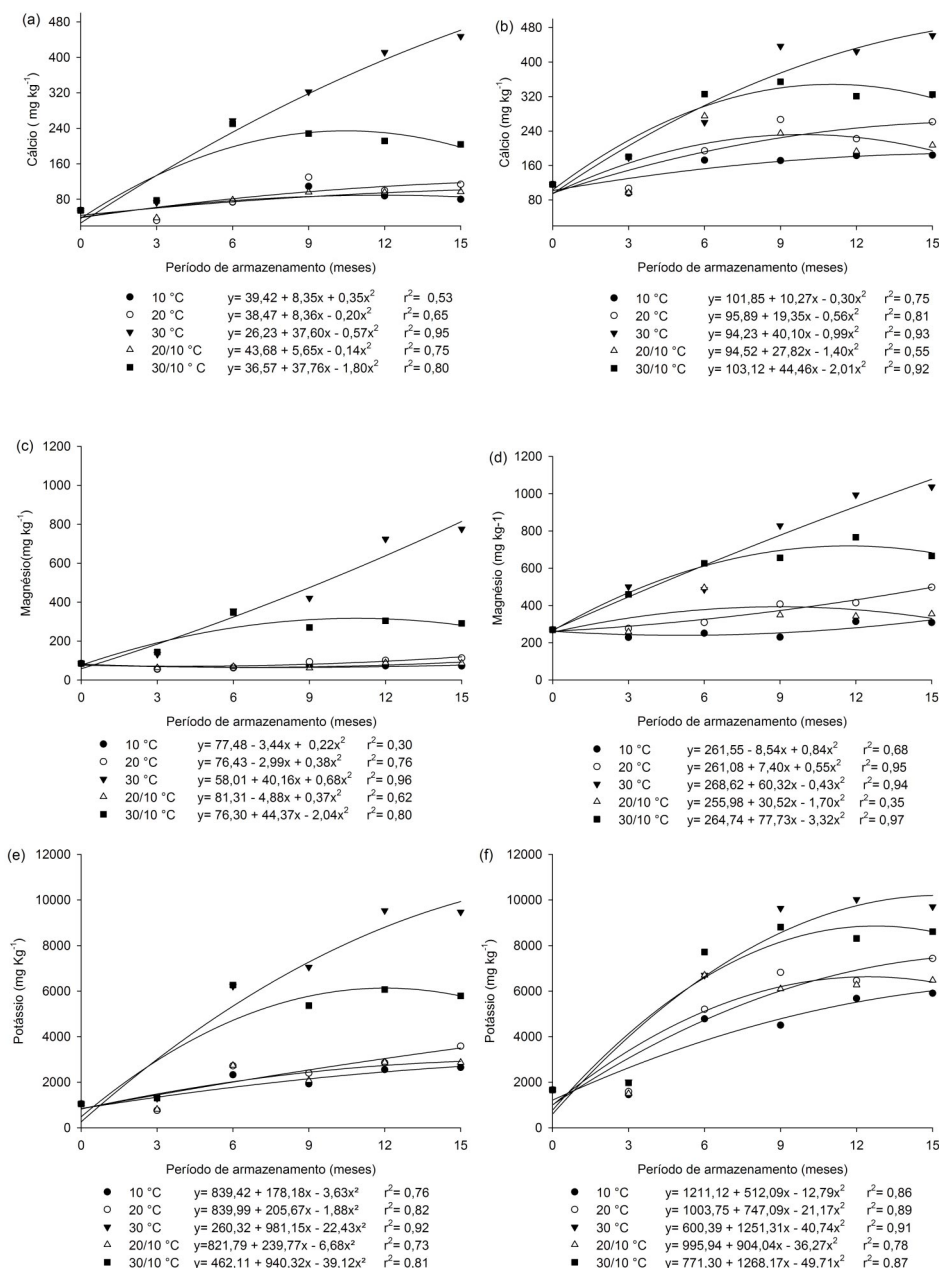 (a)
480
400
320
240
160
80
Cálcio ( mg kg-1)
0 3 6 9 12 15
Período de armazenamento (meses)
10 °C y= 39,42 + 8,35x + 0,35x2 r2= 0,53
20 °C y= 38,47 + 8,36x - 0,20x2 r2= 0,65
30 °C y= 26,23 + 37,60x - 0,57x2 r2= 0,95
20/10 °C y= 43,68 + 5,65x - 0,14x2 r2= 0,75
30/10 ° C y= 36,57 + 37,76x - 1,80x2 r2= 0,80
(b)
480
400
320
240
160
80
Cálcio ( mg kg-1)
0 3 6 9 12 15
Período de armazenamento (meses)
10 °C y= 101,85 + 10,27x - 0,30x2 r2= 0,75
20 °C y= 95,89 + 19,35x - 0,56x2 r2= 0,81
30 °C y= 94,23 + 40,10x - 0,99x2 r2= 0,93
20/10 °C y= 94,52 + 27,82x - 1,40x2 r2= 0,55
30/10 °C y= 103,12 + 44,46x - 2,01x2 r2= 0,92
(c)
1200
1000
800
600
400
200
0
Magnésio(mg kg-1)
0 3 6 9 12 15
Período de armazenamento (meses)
10 °C y= 77,48 - 3,44x + 0,22x2 r2= 0,30
20 °C y= 76,43 - 2,99x + 0,38x2 r2= 0,76
30 °C y= 58,01 + 40,16x + 0,68x2 r2= 0,96
20/10 °C y= 81,31 - 4,88x + 0,37x2 r2= 0,62
30/10 °C y= 76,30 + 44,37x - 2,04x2 r2= 0,80
(d)
1200
1000
800
600
400
200
0
Magnésio (mg kg-1)
0 3 6 9 12 15
Período de armazenamento (meses)
10 °C y= 261,55 - 8,54x + 0,84x2 r2= 0,68
20 °C y= 261,08 + 7,40x + 0,55x2 r2= 0,95
30 °C y= 268,62 + 60,32x - 0,43x2 r2= 0,94
20/10 °C y= 255,98 + 30,52x - 1,70x2 r2= 0,35
30/10 °C y= 264,74 + 77,73x - 3,32x2 r2= 0,97
(e)
12000
10000
8000
6000
4000
2000
0
Potássio (mg Kg-1)
0 3 6 9 12 15
Período de armazenamento (meses)
10 °C y= 839,42 + 178,18x - 3,63x² r2= 0,76
20 °C y= 839,99 + 205,67x - 1,88x² r2= 0,82
30 °C y= 260,32 + 981,15x - 22,43x² r2= 0,92
20/10 °C y= 821,79 + 239,77x - 6,68x² r2= 0,73
30/10 °C y= 462,11 + 940,32x - 39,12x² r2= 0,81
(f)
12000
10000
8000
6000
4000
2000
0
Potássio (mg Kg-1)
0 3 6 9 12 15
Período de armazenamento (meses)
10 °C y= 1211,12 + 512,09x - 12,79x2 r2= 0,86
20 °C y= 1003,75 + 747,09x - 21,17x2 r2= 0,89
30 °C y= 600,39 + 1251,31x - 40,74x2 r2= 0,91
20/10 °C y= 995,94 + 904,04x - 36,27x2 r2= 0,78
30/10 °C y= 771,30 + 1268,17x - 49,71x2 r2= 0,87